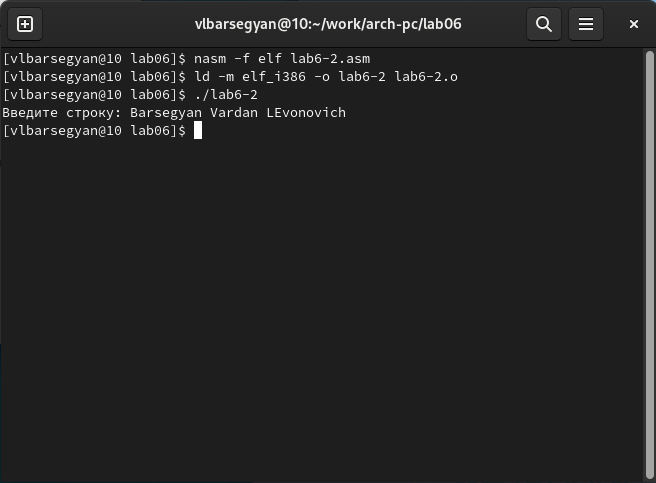 vlbarsegyan@10:~/work/arch-pc/lab06
[vlbarsegyan@10 lab06]$ nasm -f elf lab6-2.asm
[vlbarsegyan@10 lab06]$ ld -m elf_i386 -o lab6-2 lab6-2.o
[vlbarsegyan@10 lab06]$ ./lab6-2
Введите строку: Barsegyan Vardan LEvonovich
[vlbarsegyan@10 lab06]$